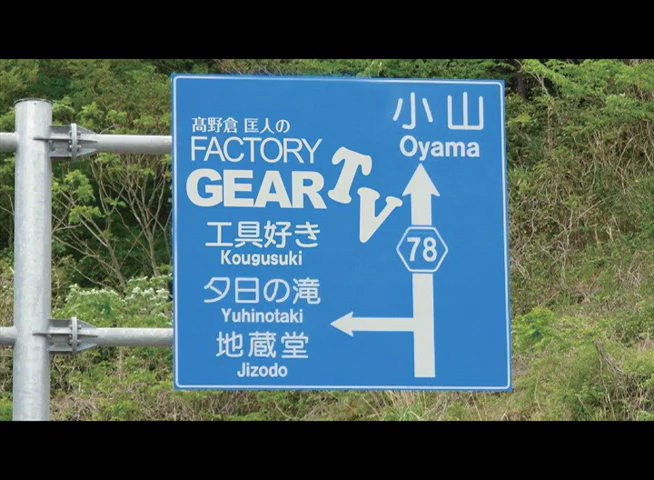 高野倉 匡人の
FACTORY
GEAR TV
工具好き
Kougusuki
夕日の滝
Yuhinotaki
地蔵堂
Jizodo
小山
Oyama
78